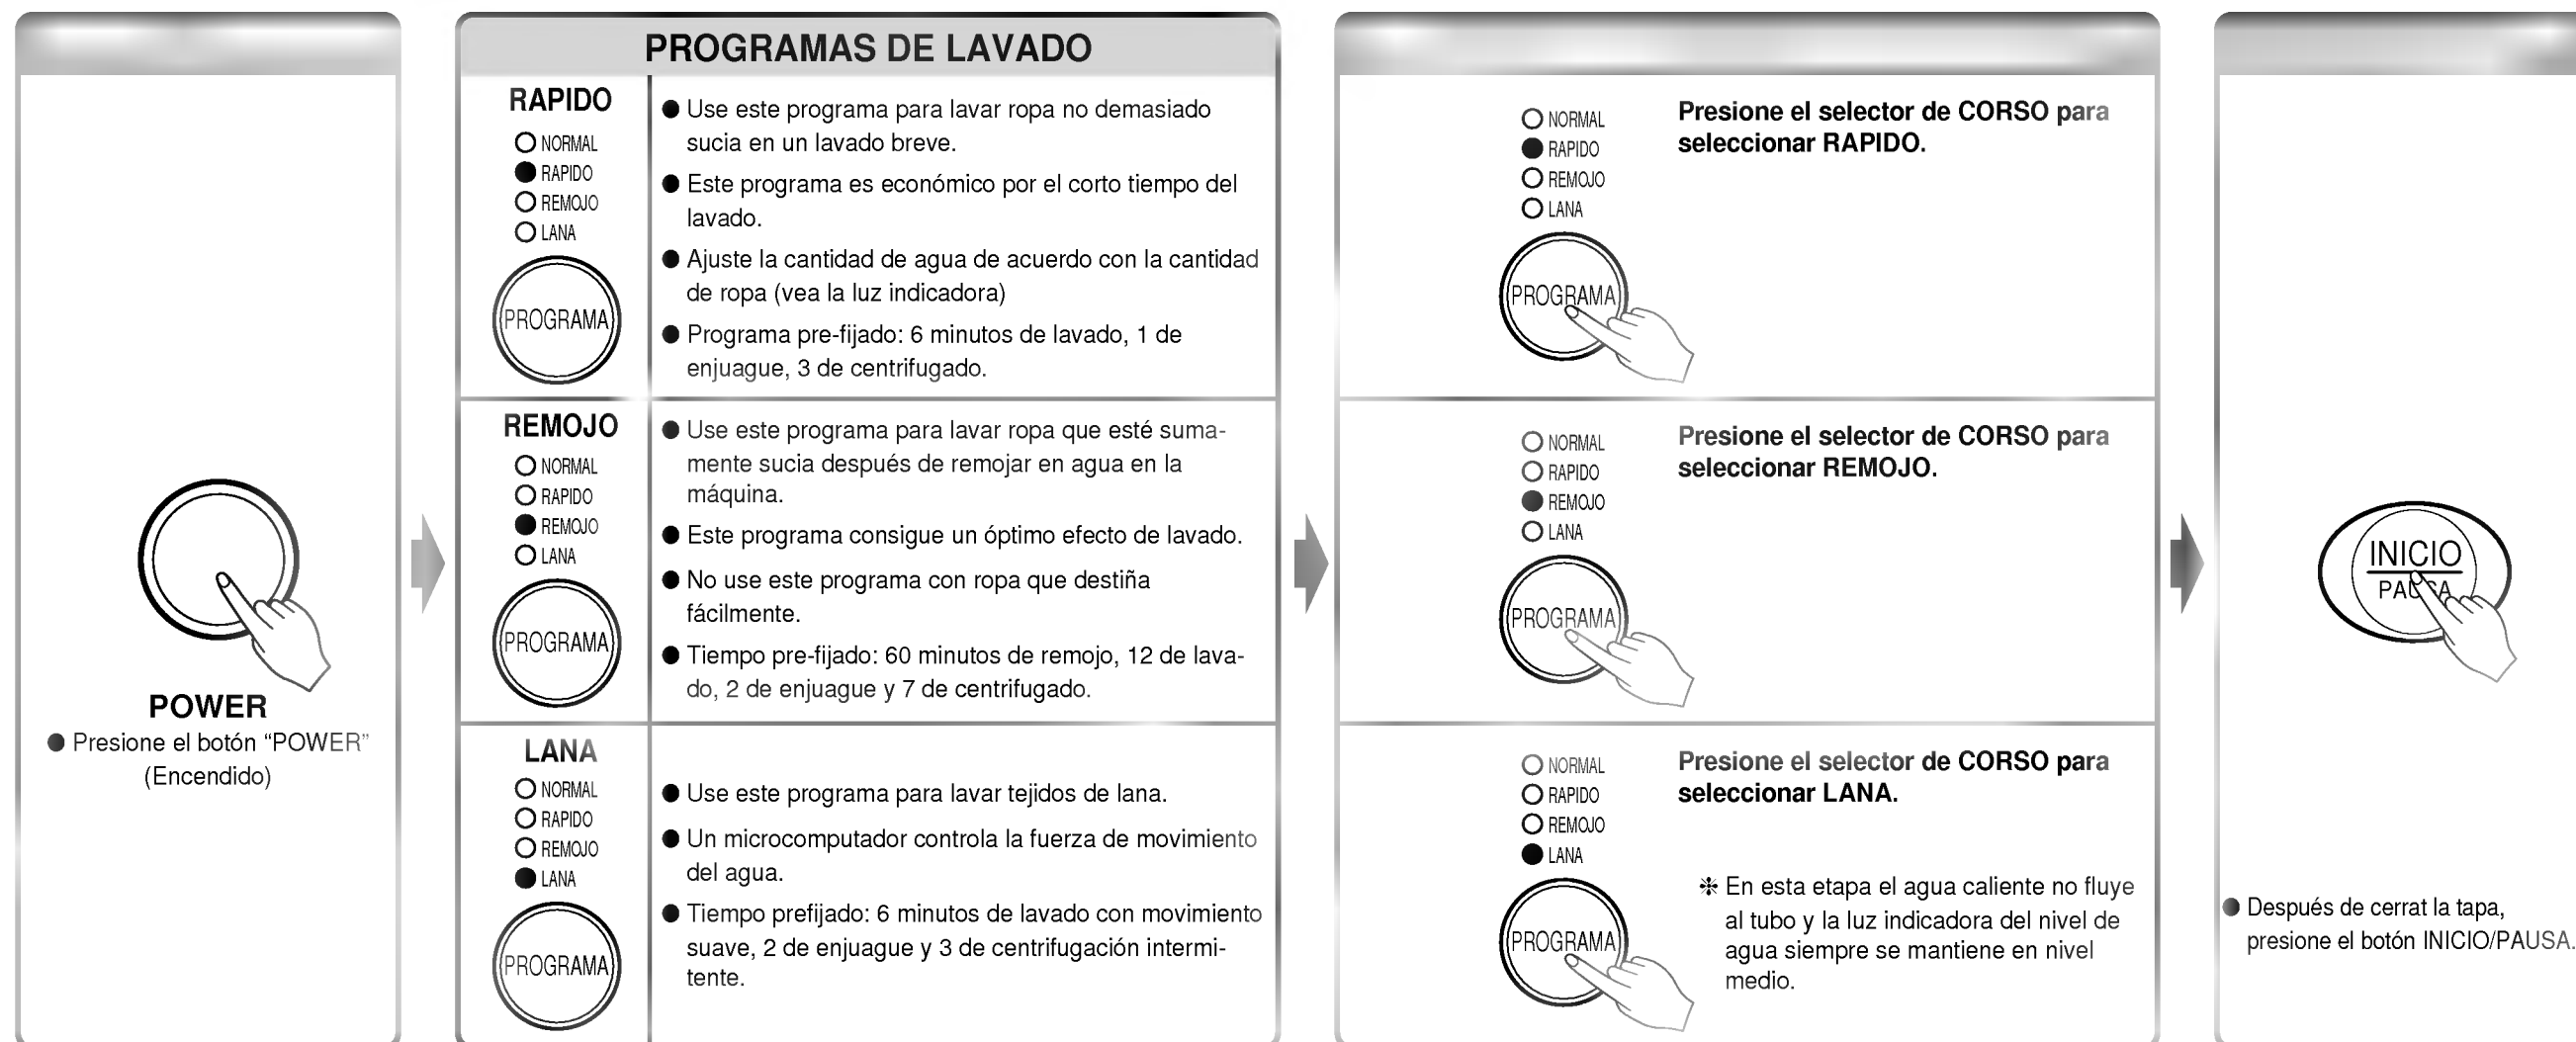 POWER
● Presione el botón “POWER”
(Encendido)
PROGRAMAS DE LAVADO
RAPIDO
NORMAL
RAPIDO
REMOJO
LANA
PROGRAMA
● Use este programa para lavar ropa no demasiado
sucia en un lavado breve.
● Este programa es económico por el corto tiempo del
lavado.
● Ajuste la cantidad de agua de acuerdo con la cantidad
de ropa (vea la luz indicadora)
● Programa pre-fijado: 6 minutos de lavado, 1 de
enjuague, 3 de centrifugado.
REMOJO
NORMAL
RAPIDO
REMOJO
LANA
PROGRAMA
● Use este programa para lavar ropa que esté suma-
mente sucia después de remojar en agua en la
máquina.
● Este programa consigue un óptimo efecto de lavado.
● No use este programa con ropa que destiña
fácilmente.
● Tiempo pre-fijado: 60 minutos de remojo, 12 de lava-
do, 2 de enjuague y 7 de centrifugado.
LANA
NORMAL
RAPIDO
REMOJO
LANA
PROGRAMA
● Use este programa para lavar tejidos de lana.
● Un microcomputador controla la fuerza de movimiento
del agua.
● Tiempo prefijado: 6 minutos de lavado con movimiento
suave, 2 de enjuague y 3 de centrifugación intermi-
tente.
NORMAL
RAPIDO
REMOJO
LANA
PROGRAMA
Presione el selector de CORSO para
seleccionar RAPIDO.
NORMAL
RAPIDO
REMOJO
LANA
PROGRAMA
Presione el selector de CORSO para
seleccionar REMOJO.
NORMAL
RAPIDO
REMOJO
LANA
PROGRAMA
Presione el selector de CORSO para
seleccionar LANA.
❉ En esta etapa el agua caliente no fluye
al tubo y la luz indicadora del nivel de
agua siempre se mantiene en nivel
medio.
INICIO
PAUSA
● Después de cerrat la tapa,
presione el botón INICIO/PAUSA.